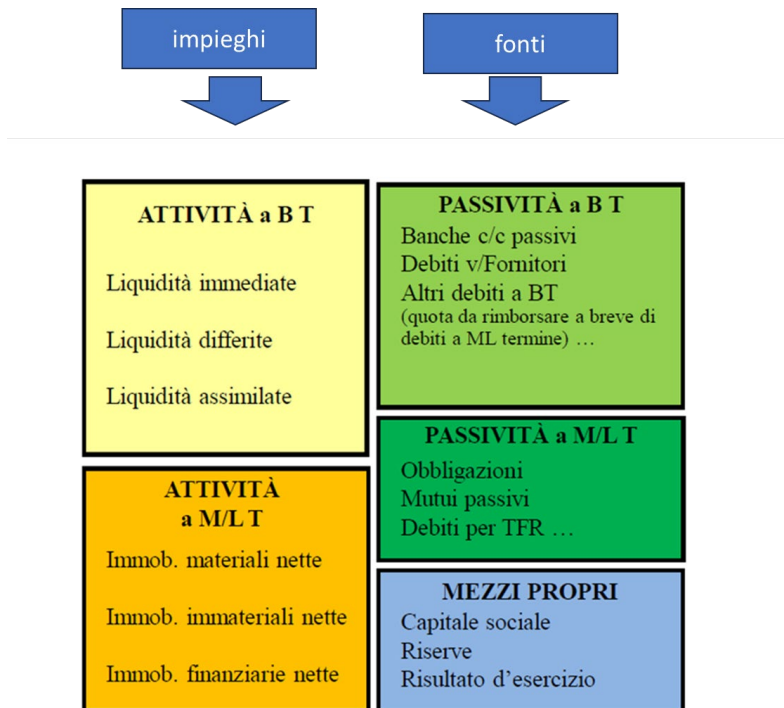 impieghi
fonti
ATTIVITÀ a B T
Liquidità immediate
Liquidità differite
Liquidità assimilate
ATTIVITÀ
a M/L T
Immob. materiali nette
Immob. immateriali nette
Immob. finanziarie nette
PASSIVITÀ a B T
Banche c/c passivi
Debiti v/Fornitori
Altri debiti a BT
(quota da rimborsare a breve di
debiti a ML termine) …
PASSIVITÀ a M/L T
Obbligazioni
Mutui passivi
Debiti per TFR …
MEZZI PROPRI
Capitale sociale
Riserve
Risultato d’esercizio